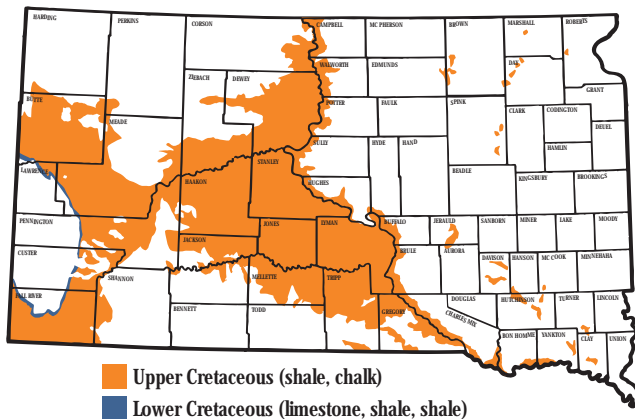 HARDING
PERKINS
CORSON
CAMPBELL
MC PHERSON
BROWN
MARSHALL
ROBERTS
ZIEBACH
DEWEY
WALWORTH
EDMUNDS
DAY
GRANT
BUTTE
MEADE
POTTER
FAULK
SPINK
CLARK
CODINGTON
DEUEL
HAMLIN
SULLY
HYDE
HAND
LAWRENCE
STANLEY
HAAKON
HUGHES
BEADLE
KINGSBURY
BROOKINGS
PENNINGTON
JONES
LYMAN
BUFFALO
JERAULD
SANBORN
MINER
LAKE
MOODY
JACKSON
BRULE
AURORA
CUSTER
DAVISON
HANSON
MC COOK
MINNEHAHA
SHANNON
MELLETTE
TRIPP
FALL RIVER
DOUGLAS
HUTCHINSON
TURNER
LINCOLN
BENNETT
TODD
GREGORY
CHARLES MIX
BON HOMME
YANKTON
CLAY
UNION
Upper Cretaceous (shale, chalk)
Lower Cretaceous (limestone, shale, shale)